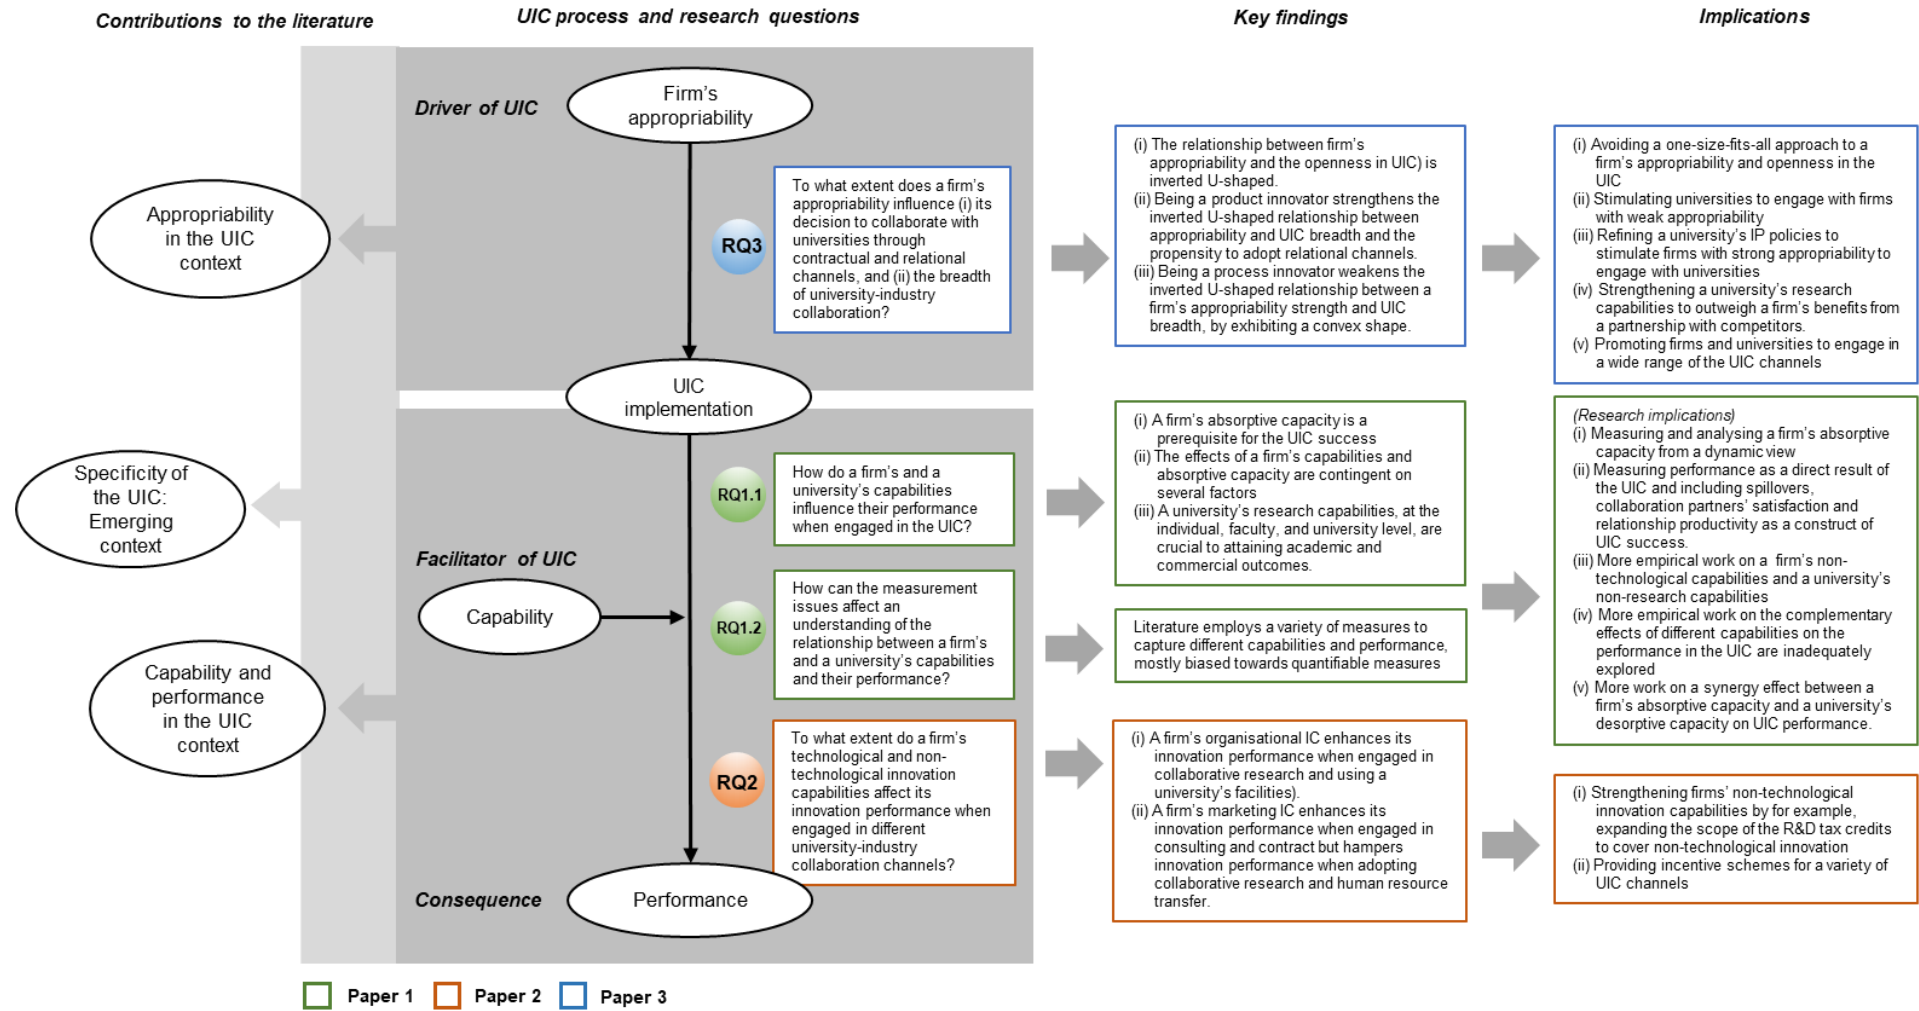 Contributions to the literature
UIC process and research questions
Key findings
Implications
Driver of UIC
Firm's
appropriability
Appropriability
in the UIC
context
RQ3
To what extent does a firm's
appropriability influence (i) its
decision to collaborate with
universities through
contractual and relational
channels, and (ii) the breadth
of university-industry
collaboration?
(i) The relationship between firm's
appropriability and the openness in UIC) is
inverted U-shaped.
(ii) Being a product innovator strengthens the
inverted U-shaped relationship between
appropriability and UIC breadth and the
propensity to adopt relational channels.
(iii) Being a process innovator weakens the
inverted U-shaped relationship between a
firm's appropriability strength and UIC
breadth, by exhibiting a convex shape.
(i) Avoiding a one-size-fits-all approach to a
firm's appropriability and openness in the
UIC
(ii) Stimulating universities to engage with firms
with weak appropriability
(iii) Refining a university's IP policies to
stimulate firms with strong appropriability to
engage with universities
(iv) Strengthening a university's research
capabilities to outweigh a firm's benefits from
a partnership with competitors.
(v) Promoting firms and universities to engage in
a wide range of the UIC channels
UIC
implementation
Specificity of
the UIC:
Emerging
context
RQ1.1
How do a firm's and a
university's capabilities
influence their performance
when engaged in the UIC?
(i) A firm's absorptive capacity is a
prerequisite for the UIC success
(ii) The effects of a firm's capabilities and
absorptive capacity are contingent on
several factors
(iii) A university's research capabilities, at the
individual, faculty, and university level, are
crucial to attaining academic and
commercial outcomes.
(Research implications)
(i) Measuring and analysing a firm's absorptive
capacity from a dynamic view
(ii) Measuring performance as a direct result of
the UIC and including spillovers,
collaboration partners' satisfaction and
relationship productivity as a construct of
UIC success.
(iii) More empirical work on a firm's non-
technological capabilities and a university's
non-research capabilities
(iv) More empirical work on the complementary
effects of different capabilities on the
performance in the UIC are inadequately
explored
(v) More work on a synergy effect between a
firm's absorptive capacity and a university's
desorptive capacity on UIC performance.
Facilitator of UIC
Capability
RQ1.2
How can the measurement
issues affect an
understanding of the
relationship between a firm's
and a university's capabilities
and their performance?
Literature employs a variety of measures to
capture different capabilities and performance,
mostly biased towards quantifiable measures
Capability and
performance
in the UIC
context
RQ2
To what extent do a firm's
technological and non-
technological innovation
capabilities affect its
innovation performance when
engaged in different
university-industry
collaboration channels?
(i) A firm's organisational IC enhances its
innovation performance when engaged in
collaborative research and using a
university's facilities).
(ii) A firm's marketing IC enhances its
innovation performance when engaged in
consulting and contract but hampers
innovation performance when adopting
collaborative research and human resource
transfer.
(i) Strengthening firms' non-technological
innovation capabilities by for example,
expanding the scope of the R&D tax credits
to cover non-technological innovation
(ii) Providing incentive schemes for a variety of
UIC channels
Consequence
Performance
Paper 1
Paper 2
Paper 3